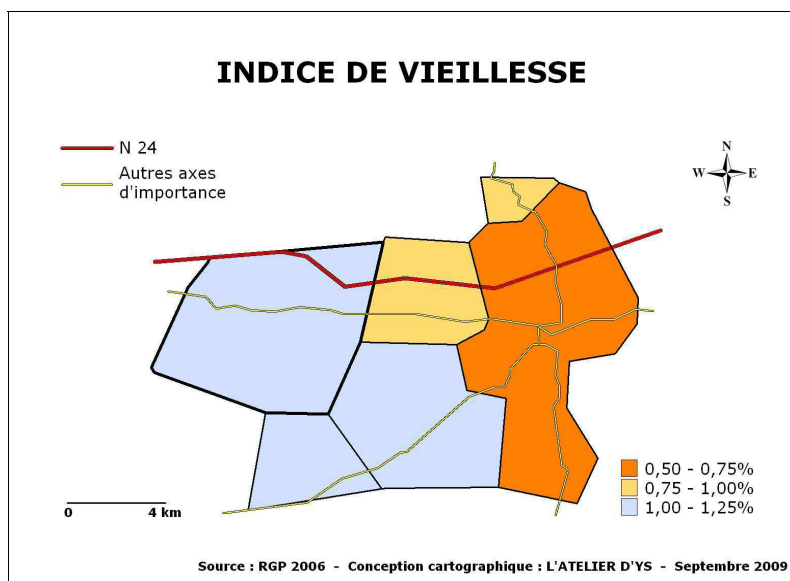 INDICE DE VIEILLESSE
N 24
Autres axes
d'importance
N
W E
S
0,50 - 0,75%
0,75 - 1,00%
1,00 - 1,25%
0 4 km
Source : RGP 2006 - Conception cartographique : L'ATELIER D'YS - Septembre 2009